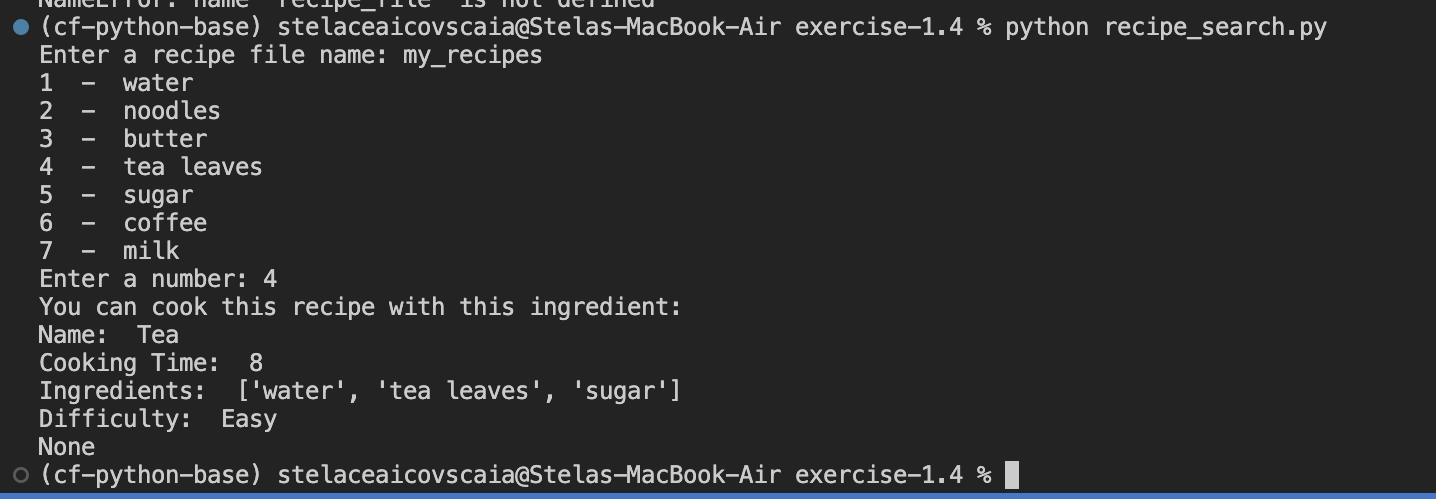 NameError: name 'recipe_file' is not defined
(cf-python-base) stelaceaicovscaia@Stelas-MacBook-Air exercise-1.4 % python recipe_search.py
Enter a recipe file name: my_recipes
1  -  water
2  -  noodles
3  -  butter
4  -  tea leaves
5  -  sugar
6  -  coffee
7  -  milk
Enter a number: 4
You can cook this recipe with this ingredient:
Name:  Tea
Cooking Time:  8
Ingredients:  ['water', 'tea leaves', 'sugar']
Difficulty:  Easy
None
(cf-python-base) stelaceaicovscaia@Stelas-MacBook-Air exercise-1.4 %